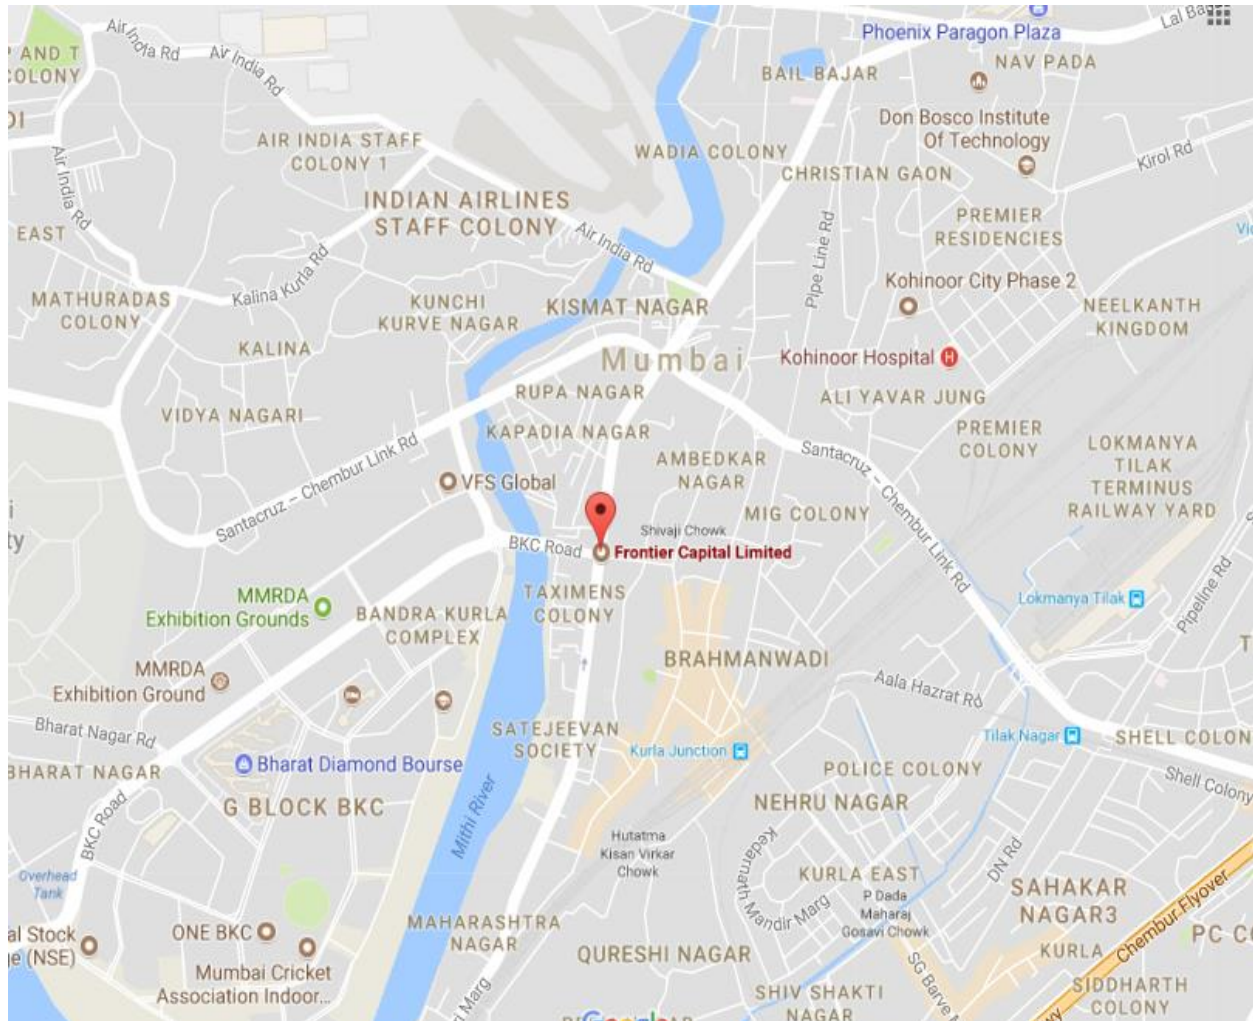 Air India Rd
Air India Rd
Phoenix Paragon Plaza
P AND T
COLONY
BAIL BAJAR
NAV PADA
Don Bosco Institute
Of Technology
AIR INDIA STAFF
COLONY 1
WADIA COLONY
Kirol Rd
CHRISTIAN GAON
Air India Rd
INDIAN AIRLINES
STAFF COLONY
PREMIER
RESIDENCIES
EAST
Air India Rd
Pipe Line Rd
Kalina Kurla Rd
Kohinoor City Phase 2
MATHURADAS
COLONY
KUNCHI
KURVE NAGAR
KISMAT NAGAR
NEELKANTH
KINGDOM
KALINA
Mumbai
Kohinoor Hospital
H
RUPA NAGAR
ALI YAVAR JUNG
VIDYA NAGARI
KAPADIA NAGAR
PREMIER
COLONY
Santacruz – Chembur Link Rd
AMBEDKAR
NAGAR
Santacruz – Chembur Link Rd
LOKMANYA
TILAK
TERMINUS
RAILWAY YARD
VFS Global
MIG COLONY
Shivaji Chowk
BKC Road
Frontier Capital Limited
MMRDA
Exhibition Grounds
TAXIMENS
COLONY
BANDRA KURLA
COMPLEX
Lokmanya Tilak
Pipeline Rd
MMRDA
Exhibition Ground
BRAHMANWADI
Aala Hazrat Rd
Bharat Nagar Rd
SATEJEEVAN
SOCIETY
Kurla Junction
Tilak Nagar
SHELL COLON
BHARAT NAGAR
Bharat Diamond Bourse
POLICE COLONY
Shell Colony
G BLOCK BKC
Mithi River
NEHRU NAGAR
BKC Road
Hutatma
Kisan Virkar
Chowk
Kedarnath Mandir Marg
DN Rd
Overhead
Tank
KURLA EAST
P Dada
Maharaj
Gosavi Chowk
SAHAKAR
NAGAR3
Chembur Flyover
MAHARASHTRA
NAGAR
al Stock
ge (NSE)
ONE BKC
PC CO
QURESHI NAGAR
KURLA
Mumbai Cricket
Association Indoor...
SG Barve M
SHIV SHAKTI
NAGAR
SIDDHARTH
COLONY
ri Marg